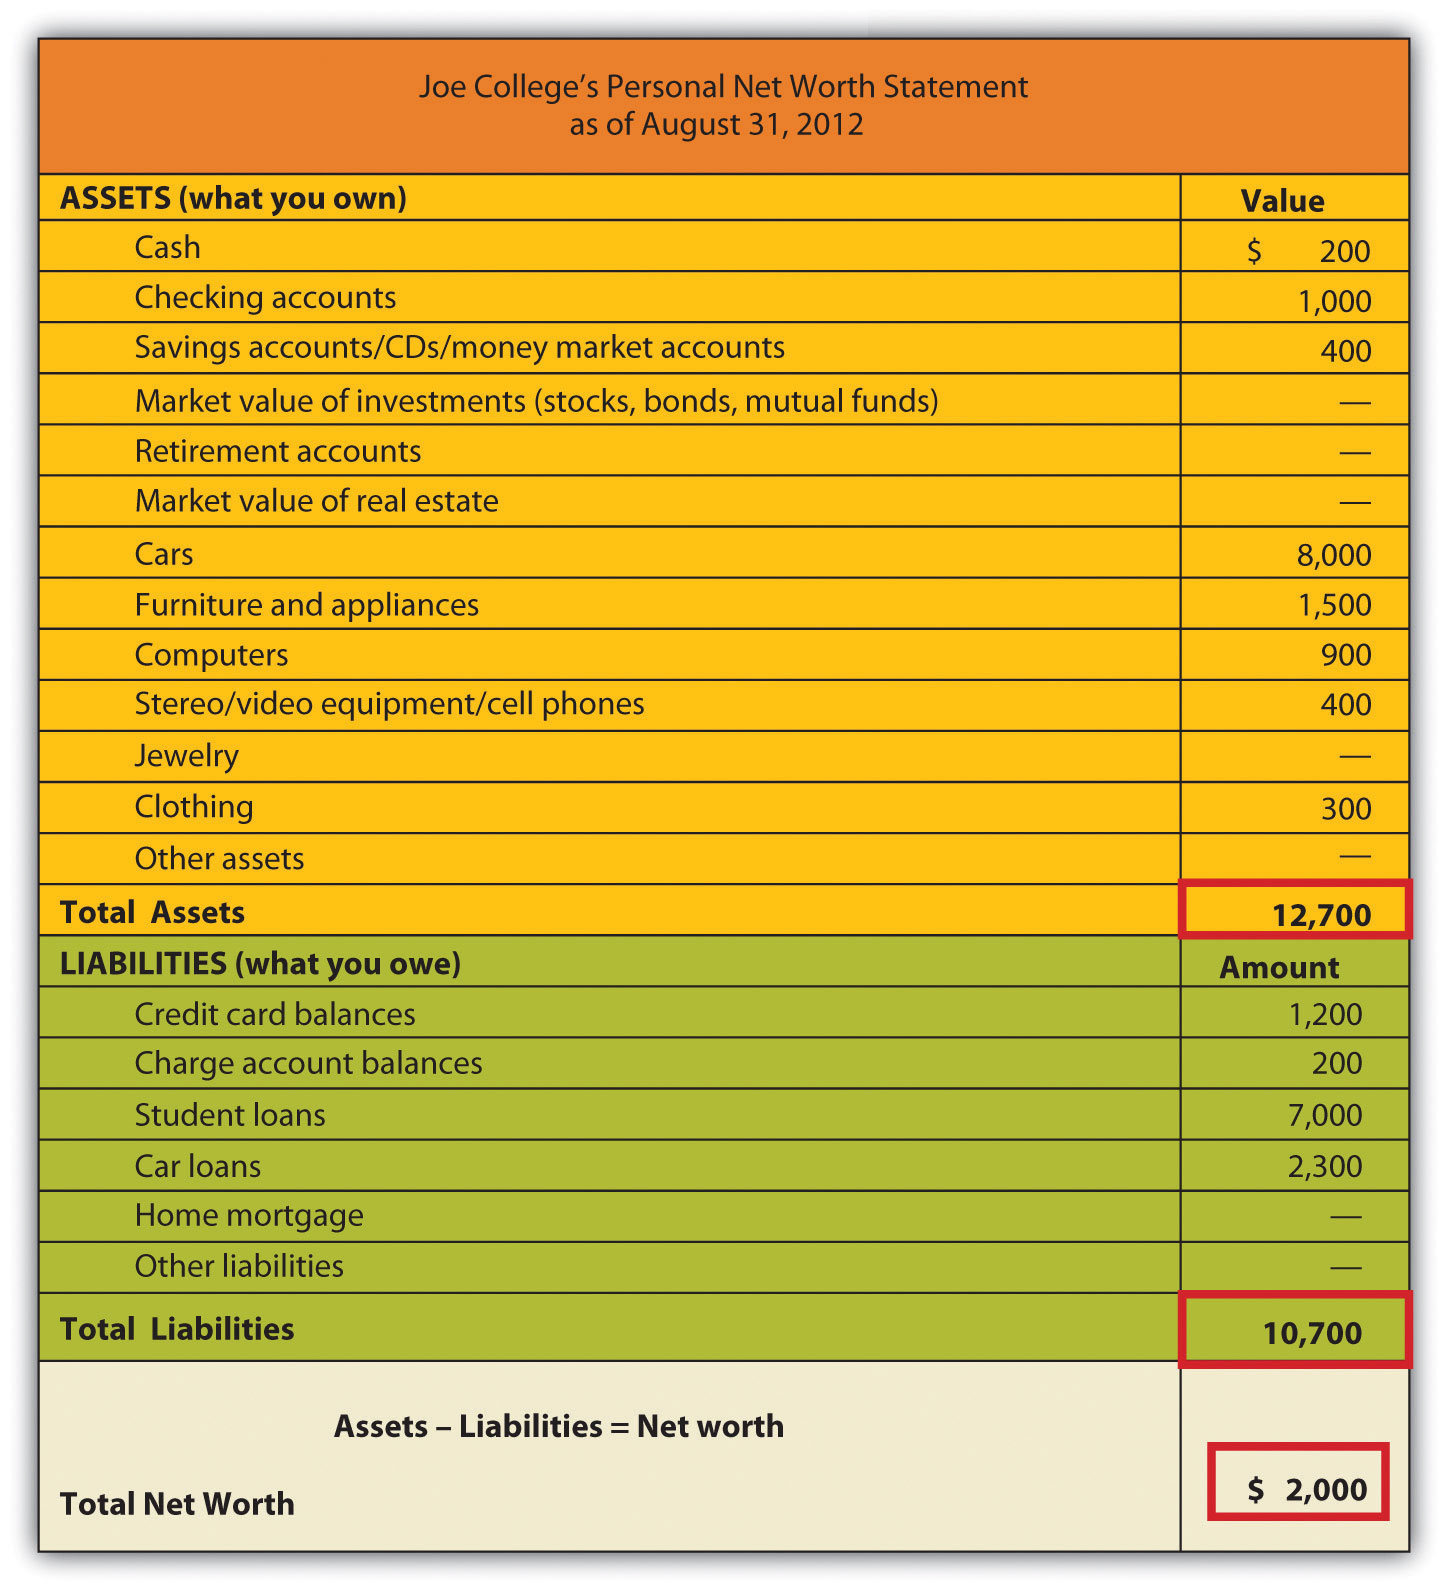 Joe College’s Personal Net Worth Statement
as of August 31, 2012
ASSETS (what you own) Value
Cash $ 200
Checking accounts 1,000
Savings accounts/CDs/money market accounts 400
Market value of investments (stocks, bonds, mutual funds) —
Retirement accounts —
Market value of real estate —
Cars 8,000
Furniture and appliances 1,500
Computers 900
Stereo/video equipment/cell phones 400
Jewelry —
Clothing 300
Other assets —
Total Assets 12,700
LIABILITIES (what you owe) Amount
Credit card balances 1,200
Charge account balances 200
Student loans 7,000
Car loans 2,300
Home mortgage —
Other liabilities —
Total Liabilities 10,700
Assets – Liabilities = Net worth
Total Net Worth $ 2,000